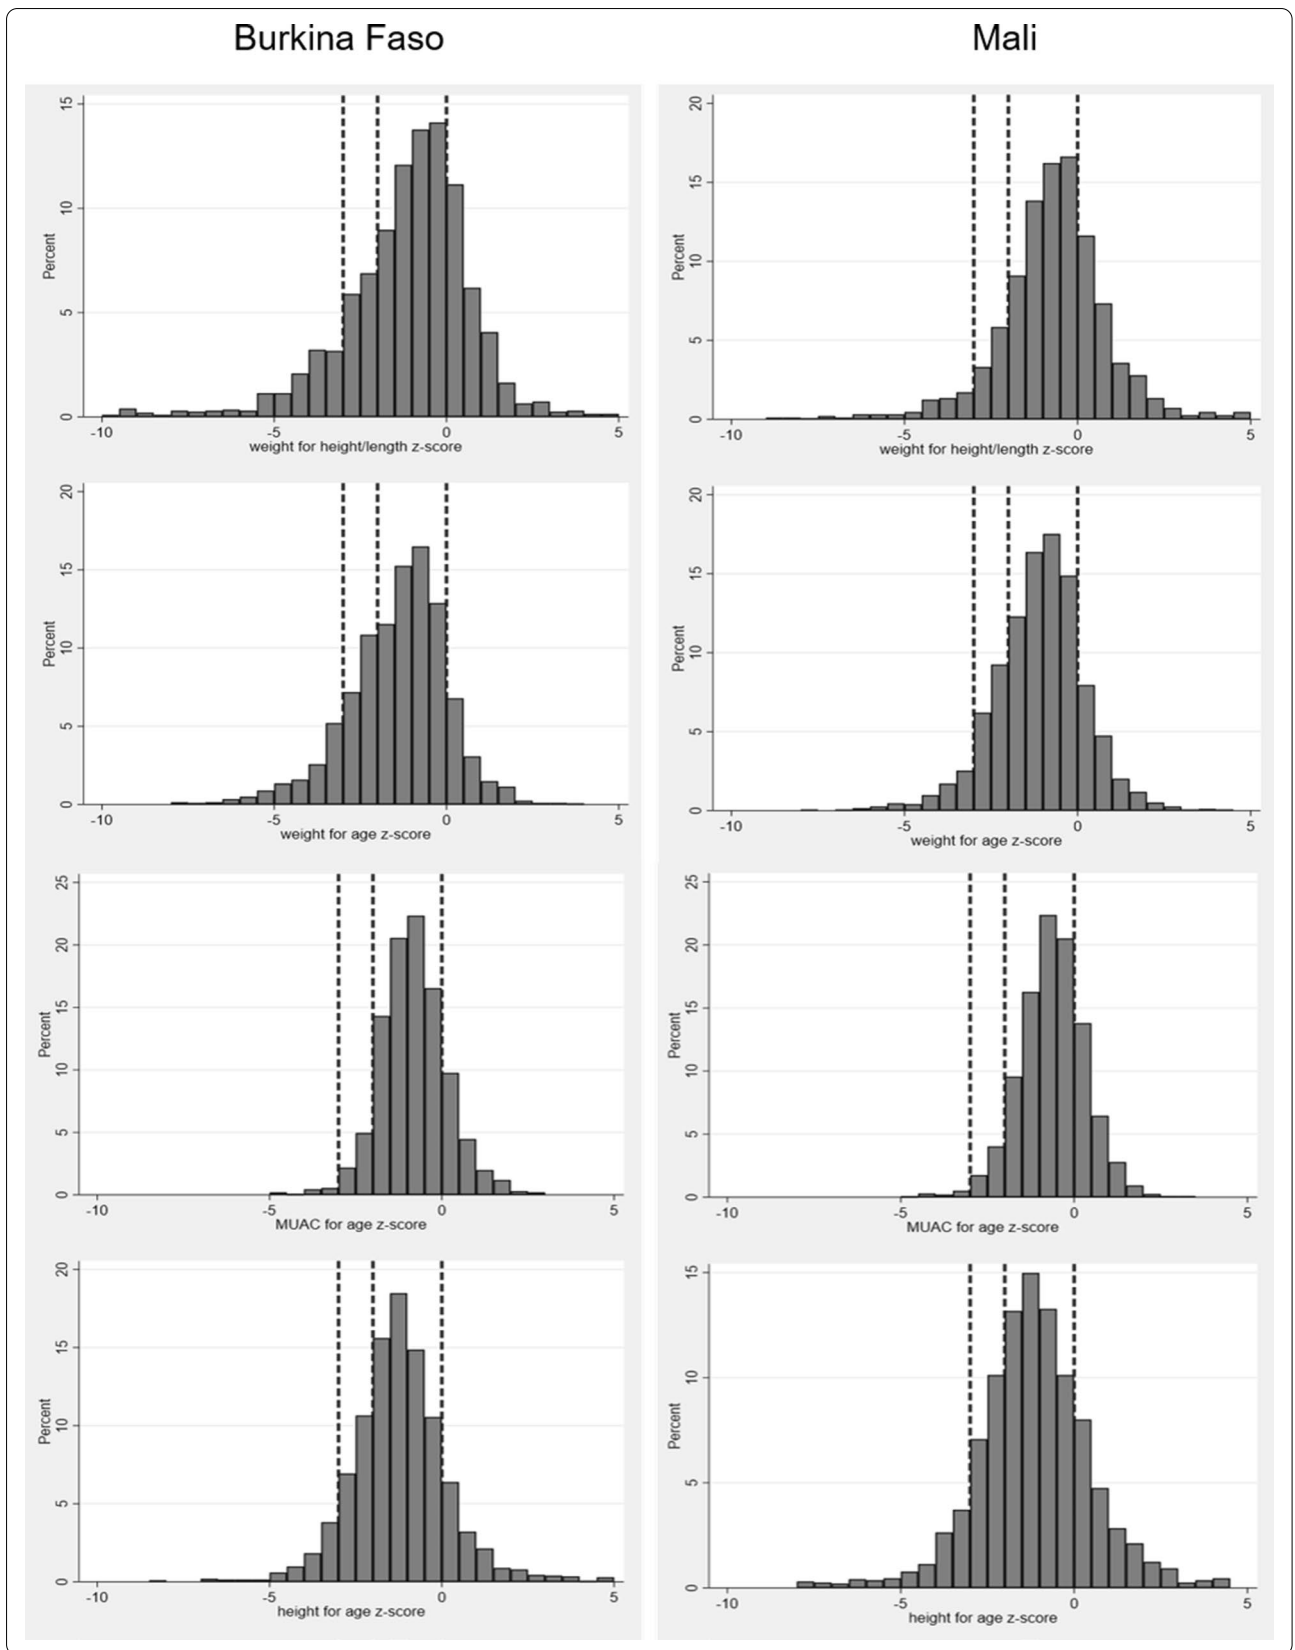 Burkina Faso
Mali
Percent
15
10
5
0
-10 -5 0 5
weight for height/length z-score
Percent
20
15
10
5
0
-10 -5 0 5
weight for height/length z-score
Percent
20
15
10
5
0
-10 -5 0 5
weight for age z-score
Percent
20
15
10
5
0
-10 -5 0 5
weight for age z-score
Percent
25
20
15
10
5
0
-10 -5 0 5
MUAC for age z-score
Percent
25
20
15
10
5
0
-10 -5 0 5
MUAC for age z-score
Percent
20
15
10
5
0
-10 -5 0 5
height for age z-score
Percent
15
10
5
0
-10 -5 0 5
height for age z-score